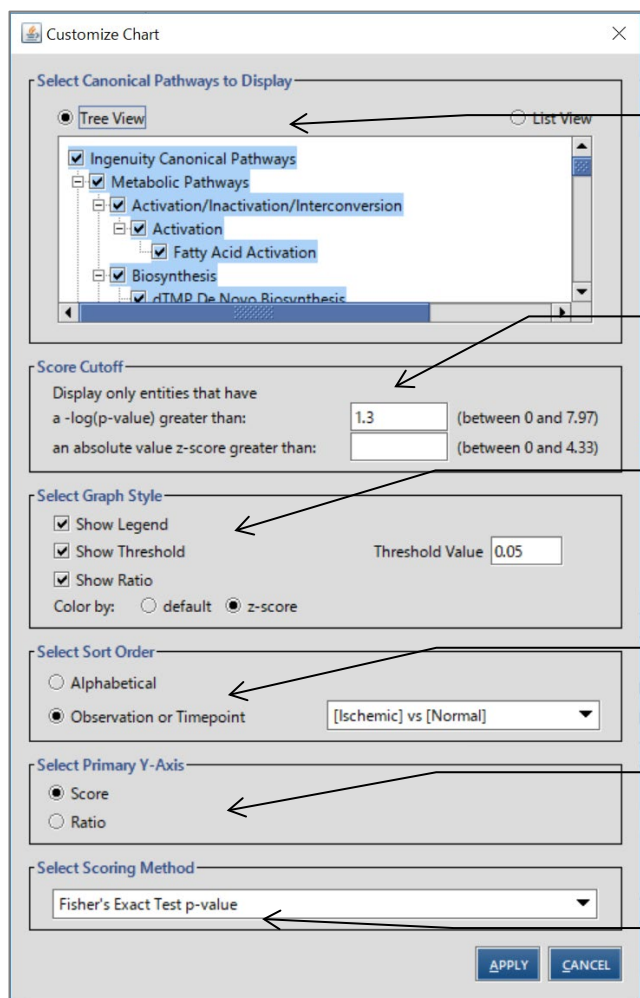 Customize Chart
Select Canonical Pathways to Display
Tree View
List View
Ingenuity Canonical Pathways
Metabolic Pathways
Activation/Inactivation/Interconversion
Activation
Fatty Acid Activation
Biosynthesis
dTMP De Novo Biosynthesis
Score Cutoff
Display only entities that have
a -log(p-value) greater than: 1.3 (between 0 and 7.97)
an absolute value z-score greater than: (between 0 and 4.33)
Select Graph Style
Show Legend
Show Threshold Threshold Value 0.05
Show Ratio
Color by: default z-score
Select Sort Order
Alphabetical
Observation or Timepoint [Ischemic] vs [Normal]
Select Primary Y-Axis
Score
Ratio
Select Scoring Method
Fisher's Exact Test p-value
APPLY CANCEL